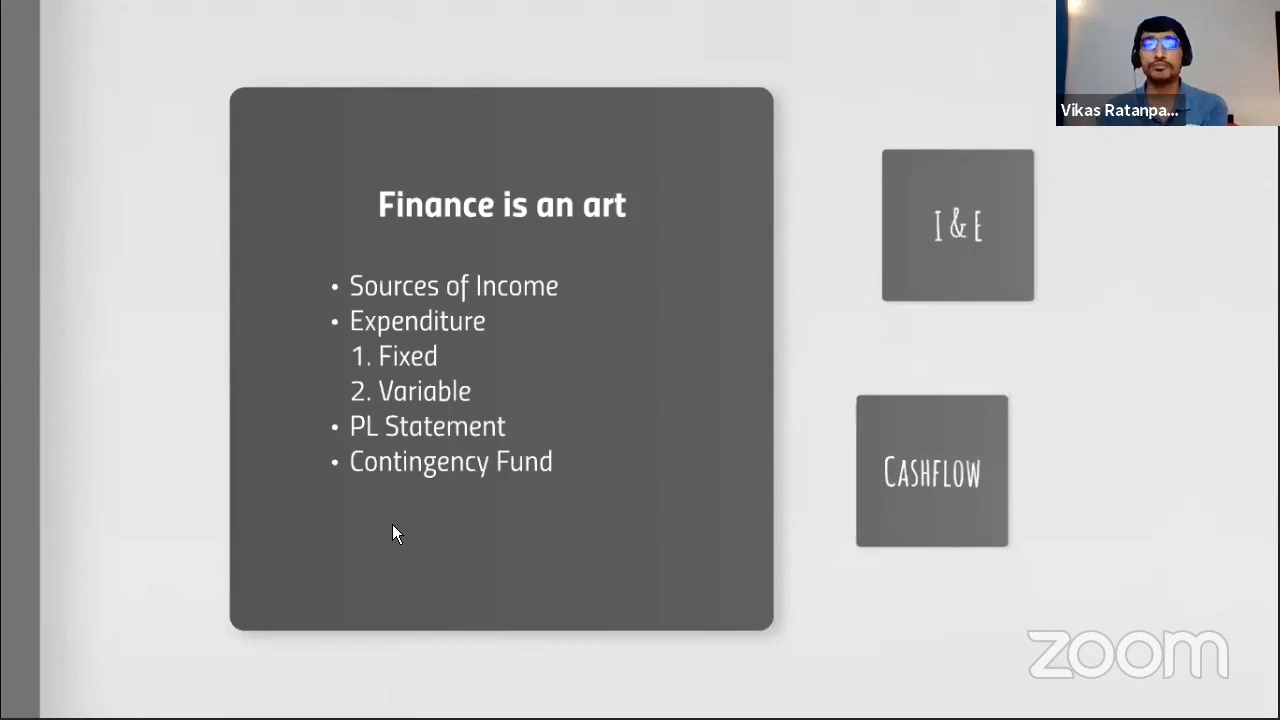 Vikas Ratanpa...
Finance is an art
• Sources of Income
• Expenditure
1. Fixed
2. Variable
• PL Statement
• Contingency Fund
I & E
CASHFLOW
zoom